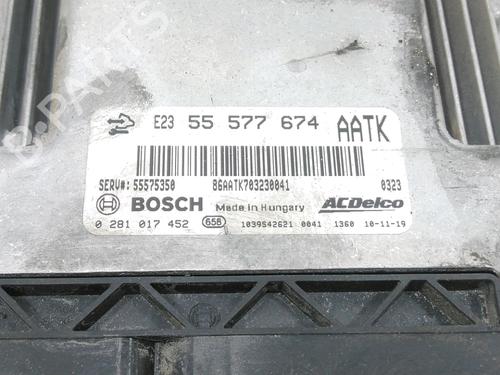 E23 55 577 674 AATK
SERV#: 55575350 86AATK703230041 0323
BOSCH Made in Hungary ACDelco
0 281 017 452 658 1039S42621 0041 1360 10-11-19
B-Parts